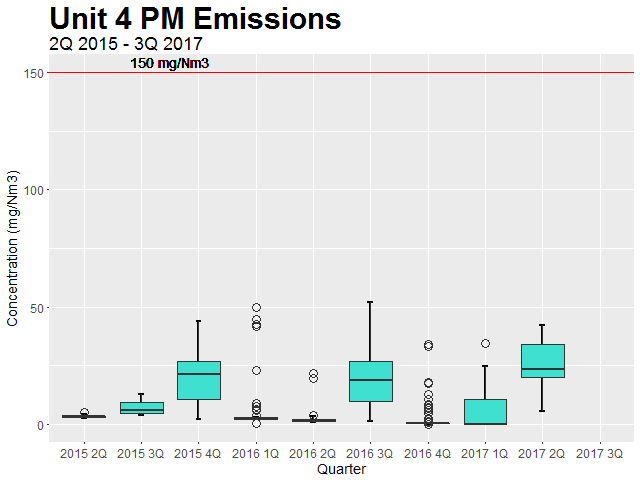 Unit 4 PM Emissions
2Q 2015 - 3Q 2017
150 mg/Nm3
150
100
50
0
Concentration (mg/Nm3)
2015 2Q 2015 3Q 2015 4Q 2016 1Q 2016 2Q 2016 3Q 2016 4Q 2017 1Q 2017 2Q 2017 3Q
Quarter